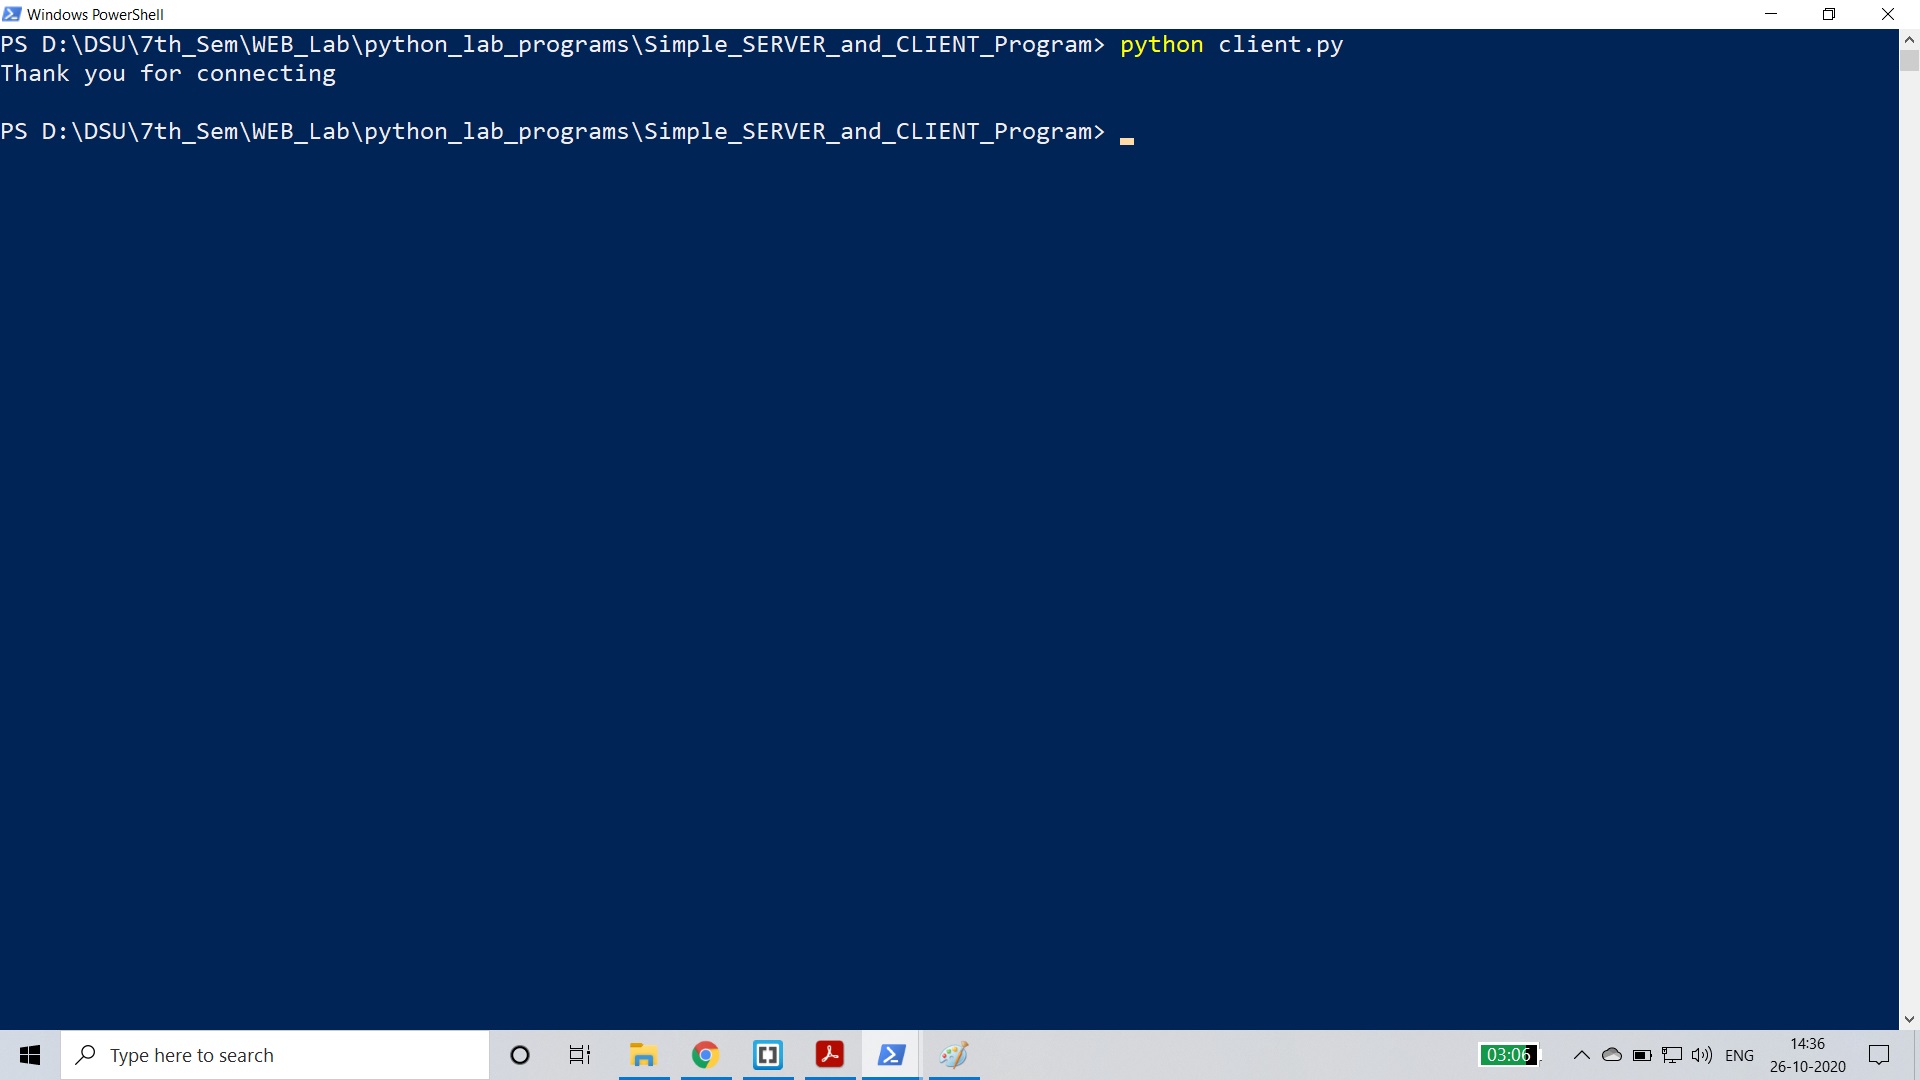 Windows PowerShell
PS D:\DSU\7th_Sem\WEB_Lab\python_lab_programs\Simple_SERVER_and_CLIENT_Program> python client.py
Thank you for connecting
PS D:\DSU\7th_Sem\WEB_Lab\python_lab_programs\Simple_SERVER_and_CLIENT_Program>
Type here to search
03:06
ENG
14:36
26-10-2020